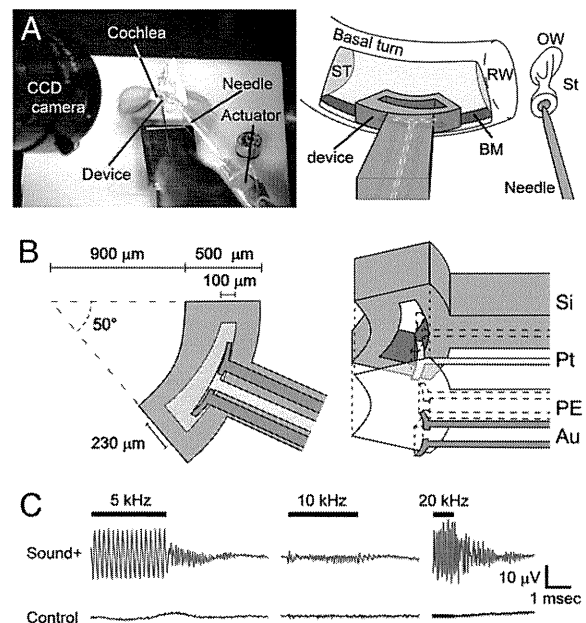 A
Cochlea
CCD
camera
Needle
Actuator
Device
Basal turn
ST
RW
OW
St
device
BM
Needle
B
900 µm
500 µm
100 µm
50°
230 µm
Si
Pt
PE
Au
C
5 kHz
10 kHz
20 kHz
Sound+
10 µV
1 msec
Control